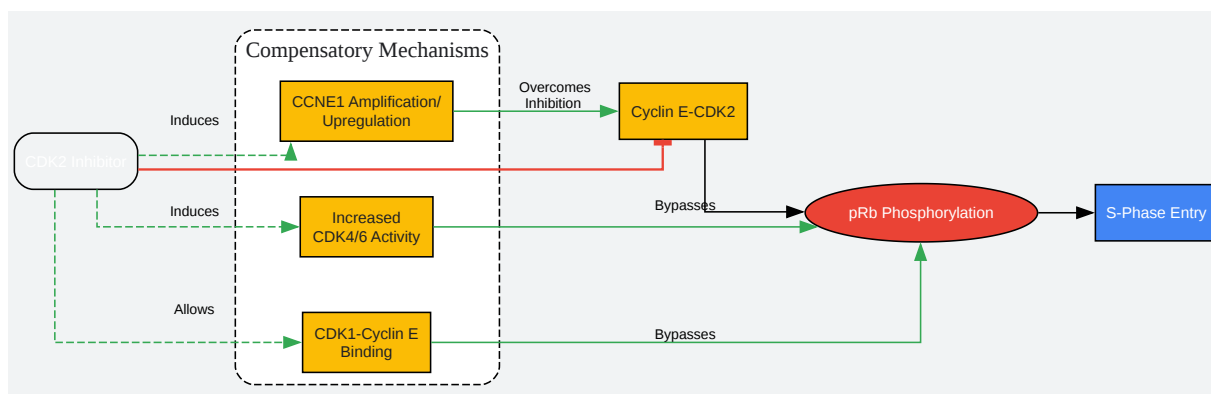 Compensatory Mechanisms
Overcomes
Inhibition
CCNE1 Amplification/
Upregulation
Cyclin E-CDK2
Induces
CDK2 Inhibitor
Induces
Increased
CDK4/6 Activity
Bypasses
pRb Phosphorylation
S-Phase Entry
Allows
CDK1-Cyclin E
Binding
Bypasses